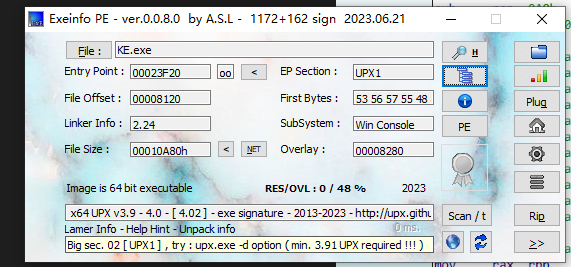 Exeinfo PE - ver.0.0.8.0 by A.S.L - 1172+162 sign 2023.06.21
File : KE.exe H
Entry Point : 00023F20 oo < EP Section : UPX1
File Offset : 00008120 First Bytes : 53 56 57 55 48 Plug
Linker Info : 2.24 SubSystem : Win Console PE
File Size : 00010A80h < NET Overlay : 00008280
Image is 64 bit executable RES/OVL : 0 / 48 % 2023
x64 UPX v3.9 - 4.0 - [ 4.02 ] - exe signature - 2013-2023 - http://upx.githu Scan / t Rip
Lamer Info - Help Hint - Unpack info 0 ms.
Big sec. 02 [ UPX1 ] , try : upx.exe -d option ( min. 3.91 UPX required !!! ) >>